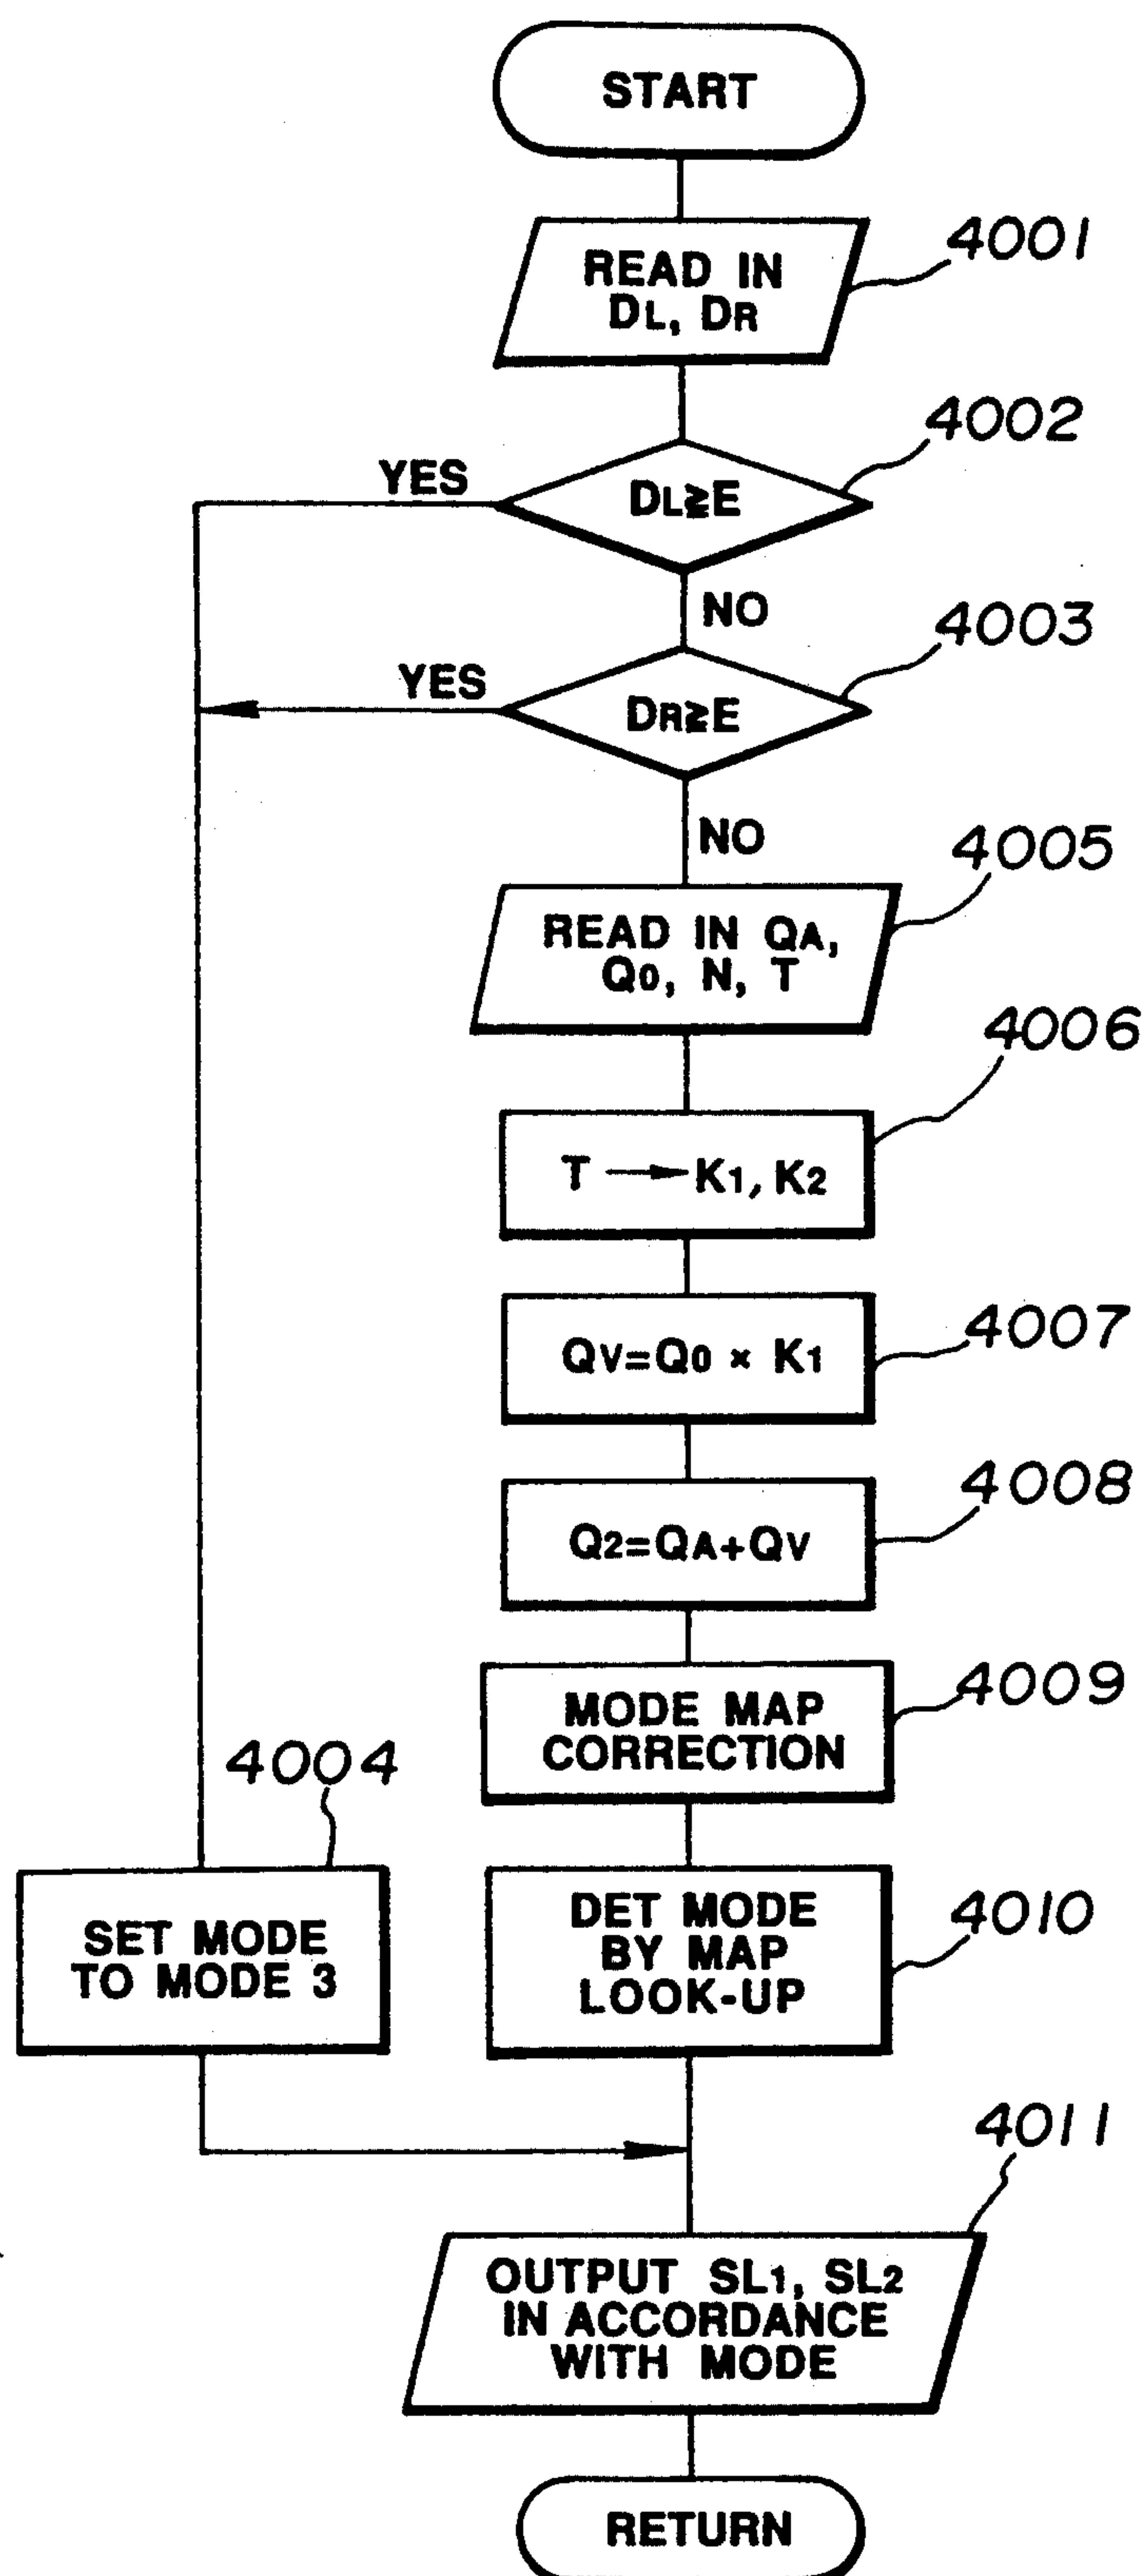 START
READ IN
DL, DR
4001
DL≧E
4002
YES
NO
DR≧E
4003
YES
NO
READ IN QA,
Q0, N, T
4005
T → K1, K2
4006
QV=Q0 × K1
4007
Q2=QA+QV
4008
MODE MAP
CORRECTION
4009
4004
SET MODE
TO MODE 3
DET MODE
BY MAP
LOOK-UP
4010
OUTPUT SL1, SL2
IN ACCORDANCE
WITH MODE
4011
RETURN